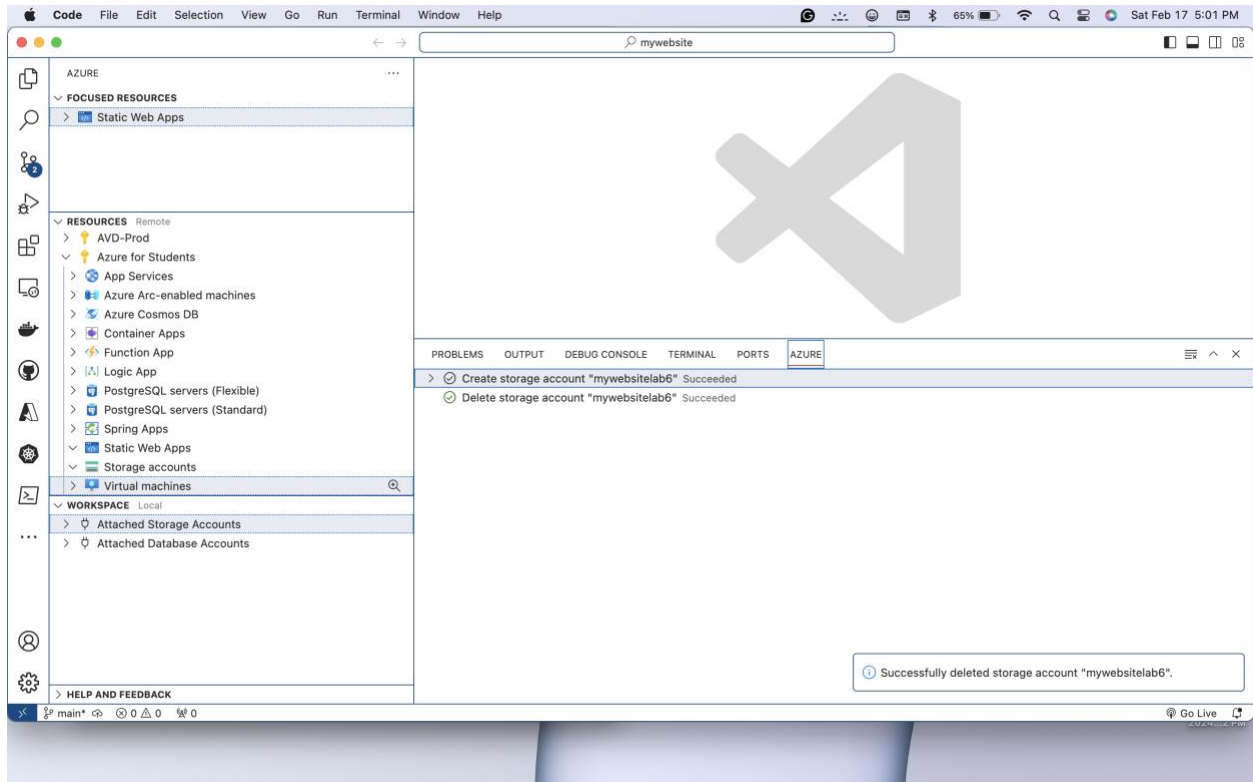 Code File Edit Selection View Go Run Terminal Window Help 65% Sat Feb 17 5:01 PM
mywebsite
AZURE
FOCUSED RESOURCES
Static Web Apps
2
RESOURCES Remote
AVD-Prod
Azure for Students
App Services
Azure Arc-enabled machines
Azure Cosmos DB
Container Apps
Function App
Logic App
PostgreSQL servers (Flexible)
PostgreSQL servers (Standard)
Spring Apps
Static Web Apps
Storage accounts
Virtual machines
WORKSPACE Local
Attached Storage Accounts
Attached Database Accounts
HELP AND FEEDBACK
PROBLEMS OUTPUT DEBUG CONSOLE TERMINAL PORTS AZURE
Create storage account "mywebsitelab6" Succeeded
Delete storage account "mywebsitelab6" Succeeded
Successfully deleted storage account "mywebsitelab6".
main* 0 0 0 Go Live